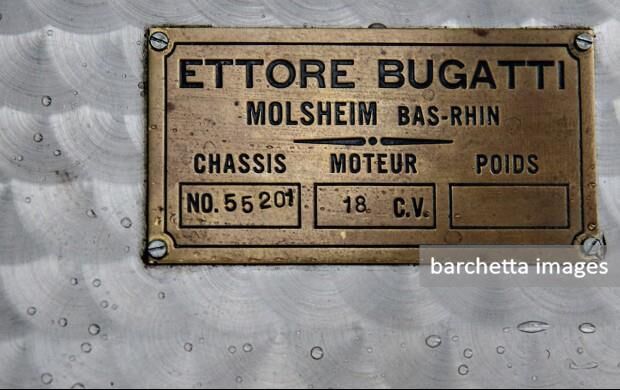 ETTORE BUGATTI
MOLSHEIM BAS-RHIN
CHASSIS MOTEUR POIDS
NO. 55201 18 C.V.
barchetta images